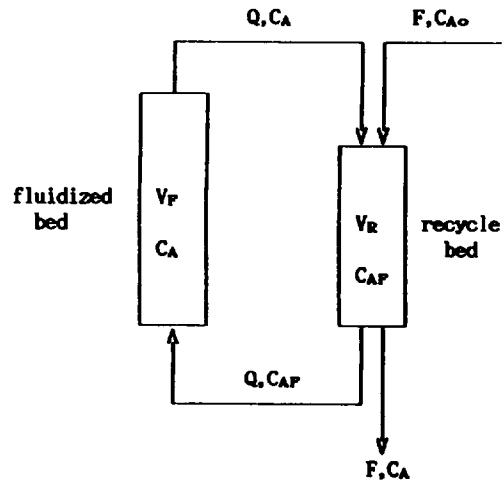 Q,CA
F,CAo
fluidized
bed
VF
CA
VR
CAF
recycle
bed
Q,CAF
F,CA